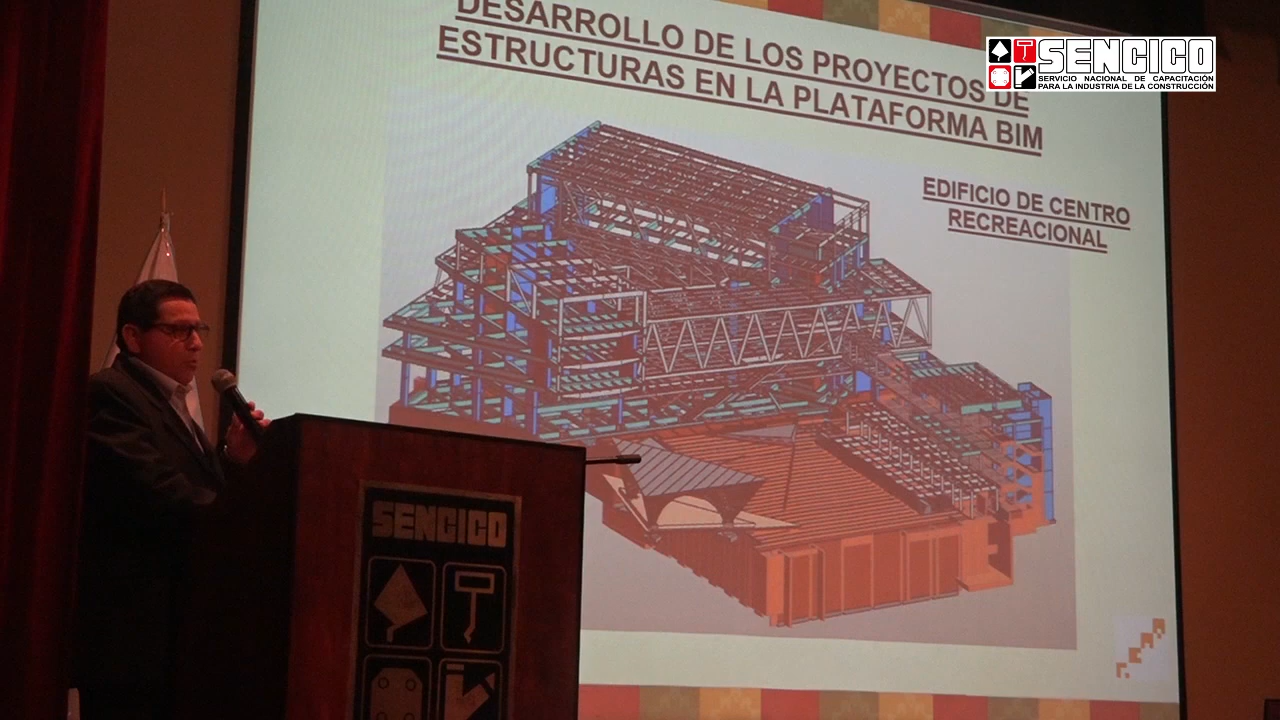 DESARROLLO DE LOS PROYECTOS DE
ESTRUCTURAS EN LA PLATAFORMA BIM
SENCICO
SERVICIO NACIONAL DE CAPACITACIÓN
PARA LA INDUSTRIA DE LA CONSTRUCCIÓN
EDIFICIO DE CENTRO
RECREACIONAL
SENCICO